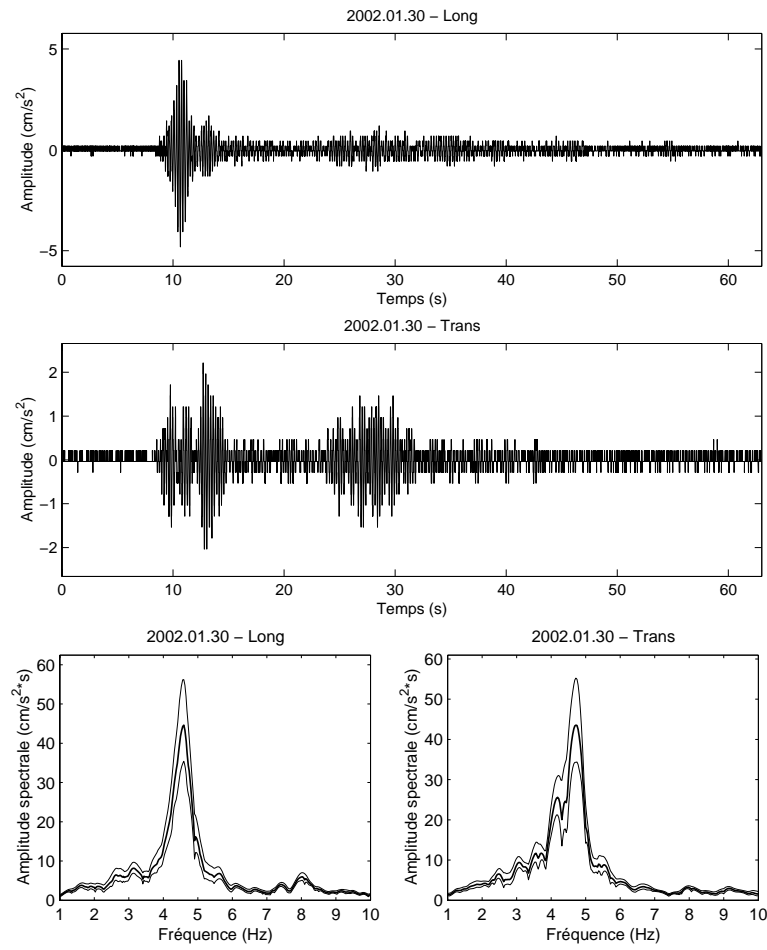 2002.01.30 − Long
Amplitude (cm/s²)
5
0
−5
0 10 20 30 40 50 60
Temps (s)
2002.01.30 − Trans
Amplitude (cm/s²)
2
1
0
−1
−2
0 10 20 30 40 50 60
Temps (s)
2002.01.30 − Long
Amplitude spectrale (cm/s²*s)
60
50
40
30
20
10
0
1 2 3 4 5 6 7 8 9 10
Fréquence (Hz)
2002.01.30 − Trans
Amplitude spectrale (cm/s²*s)
60
50
40
30
20
10
0
1 2 3 4 5 6 7 8 9 10
Fréquence (Hz)